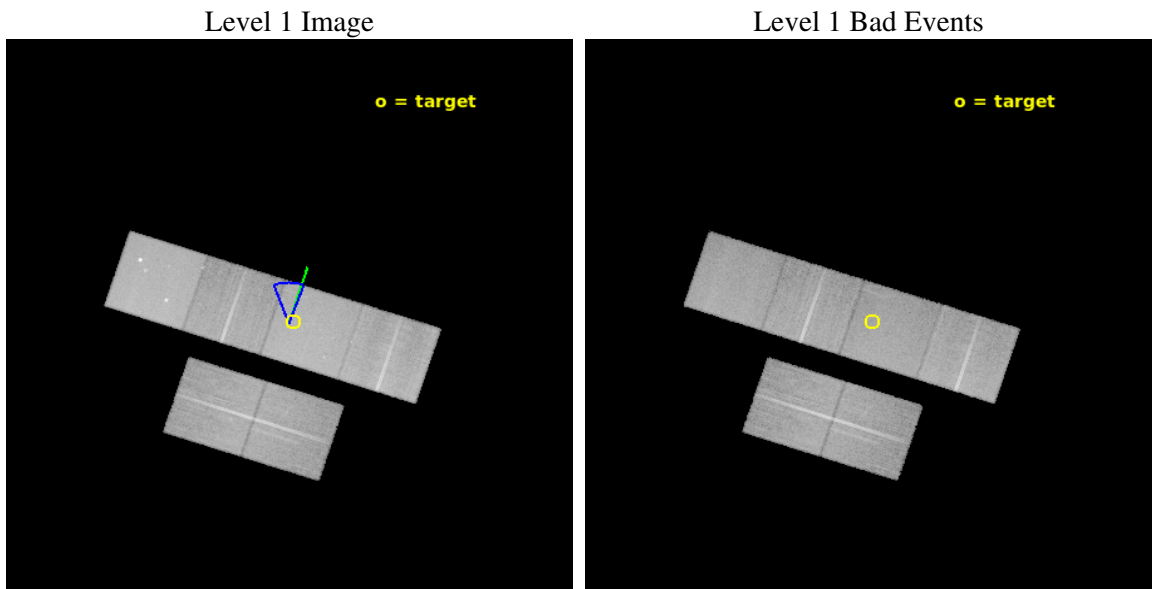 Level 1 Image
Level 1 Bad Events
o = target
o = target